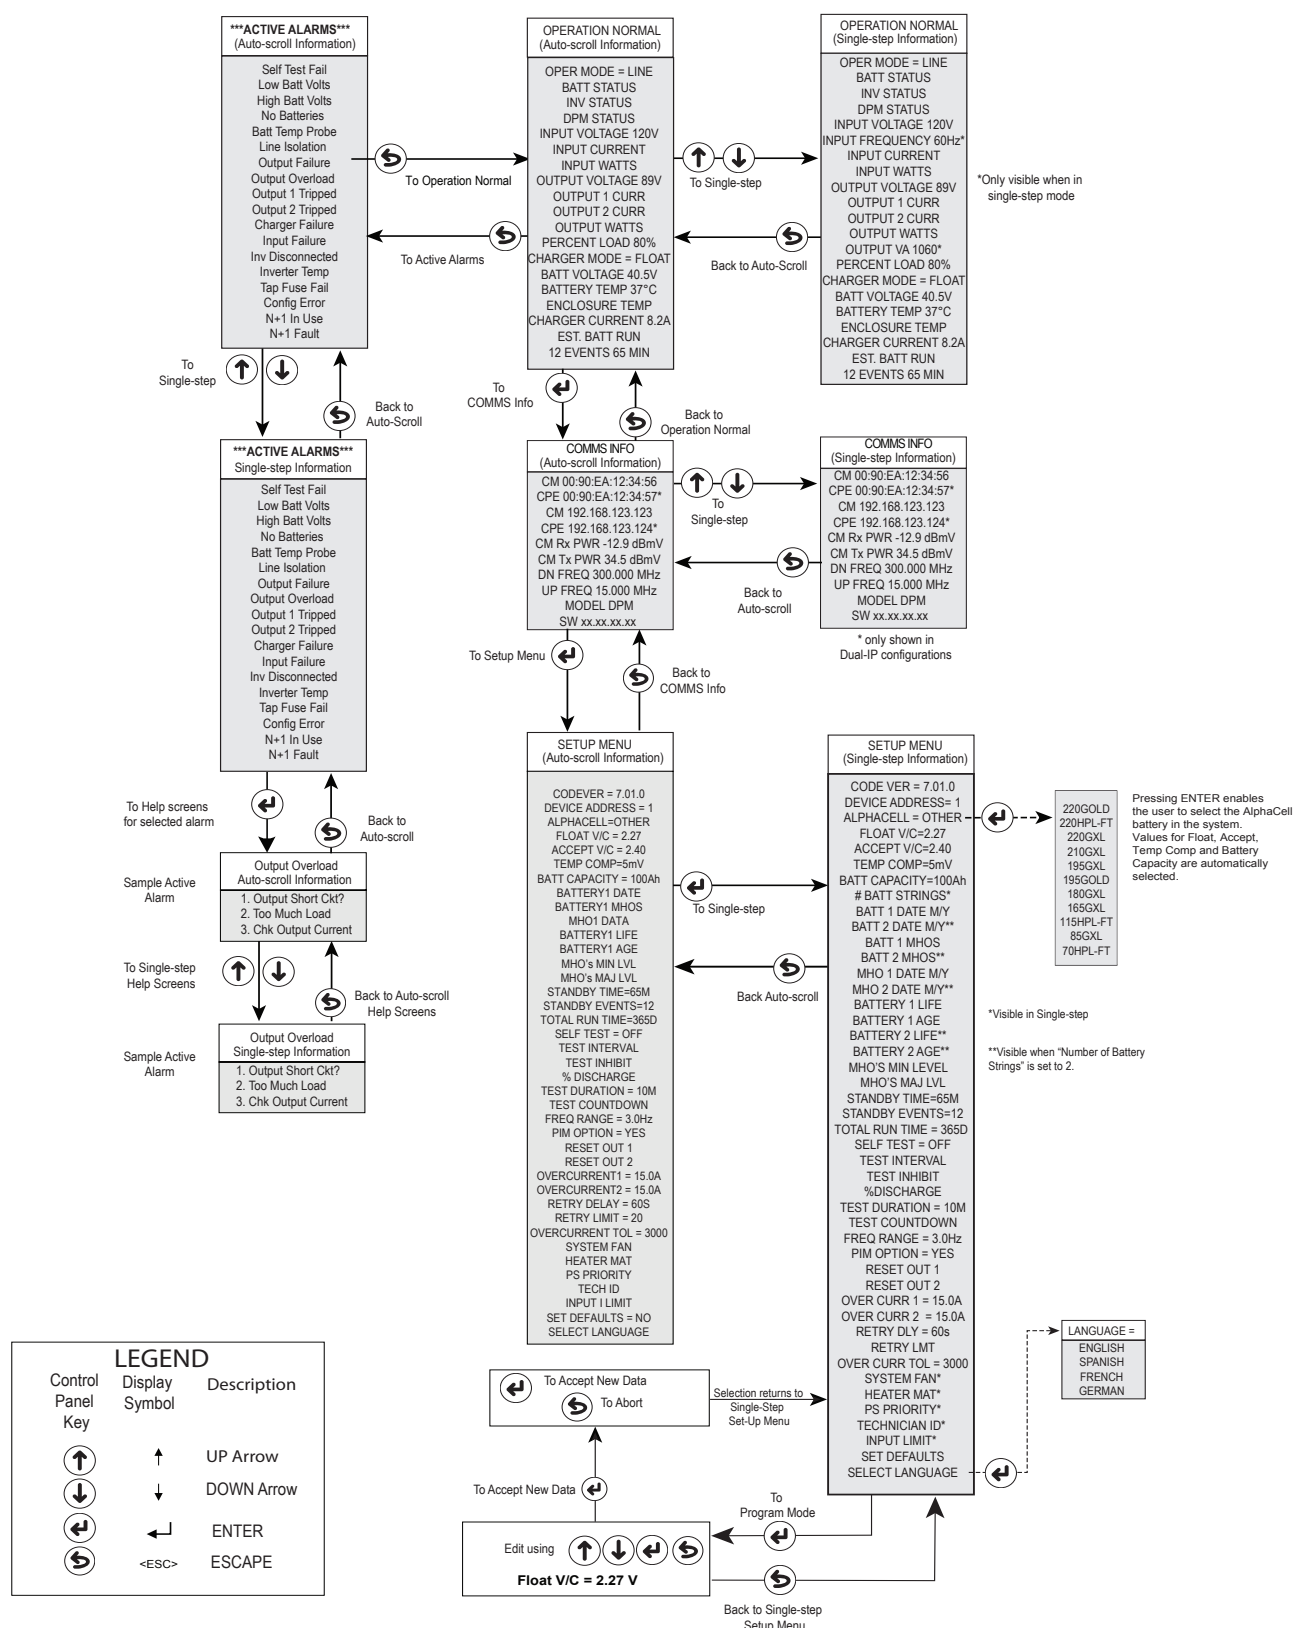 ***ACTIVE ALARMS***
(Auto-scroll Information)
Self Test Fail
Low Batt Volts
High Batt Volts
No Batteries
Batt Temp Probe
Line Isolation
Output Failure
Output Overload
Output 1 Tripped
Output 2 Tripped
Charger Failure
Input Failure
Inv Disconnected
Inverter Temp
Tap Fuse Fail
Config Error
N+1 In Use
N+1 Fault
To Operation Normal
To Active Alarms
OPERATION NORMAL
(Auto-scroll Information)
OPER MODE = LINE
BATT STATUS
INV STATUS
DPM STATUS
INPUT VOLTAGE 120V
INPUT CURRENT
INPUT WATTS
OUTPUT VOLTAGE 89V
OUTPUT 1 CURR
OUTPUT 2 CURR
OUTPUT WATTS
PERCENT LOAD 80%
CHARGER MODE = FLOAT
BATT VOLTAGE 40.5V
BATTERY TEMP 37°C
ENCLOSURE TEMP
CHARGER CURRENT 8.2A
EST. BATT RUN
12 EVENTS 65 MIN
To Single-step
Back to Auto-Scroll
OPERATION NORMAL
(Single-step Information)
OPER MODE = LINE
BATT STATUS
INV STATUS
DPM STATUS
INPUT VOLTAGE 120V
INPUT FREQUENCY 60Hz*
INPUT CURRENT
INPUT WATTS
OUTPUT VOLTAGE 89V
OUTPUT 1 CURR
OUTPUT 2 CURR
OUTPUT WATTS
OUTPUT VA 1060*
PERCENT LOAD 80%
CHARGER MODE = FLOAT
BATT VOLTAGE 40.5V
BATTERY TEMP 37°C
ENCLOSURE TEMP
CHARGER CURRENT 8.2A
EST. BATT RUN
12 EVENTS 65 MIN
*Only visible when in
single-step mode
To
Single-step
Back to
Auto-Scroll
To
COMMS Info
Back to
Operation Normal
***ACTIVE ALARMS***
Single-step Information
Self Test Fail
Low Batt Volts
High Batt Volts
No Batteries
Batt Temp Probe
Line Isolation
Output Failure
Output Overload
Output 1 Tripped
Output 2 Tripped
Charger Failure
Input Failure
Inv Disconnected
Inverter Temp
Tap Fuse Fail
Config Error
N+1 In Use
N+1 Fault
COMMS INFO
(Auto-scroll Information)
CM 00:90:EA:12:34:56
CPE 00:90:EA:12:34:57*
CM 192.168.123.123
CPE 192.168.123.124*
CM Rx PWR -12.9 dBmV
CM Tx PWR 34.5 dBmV
DN FREQ 300.000 MHz
UP FREQ 15.000 MHz
MODEL DPM
SW xx.xx.xx.xx
To
Single-step
Back to
Auto-scroll
COMMS INFO
(Single-step Information)
CM 00:90:EA:12:34:56
CPE 00:90:EA:12:34:57*
CM 192.168.123.123
CPE 192.168.123.124*
CM Rx PWR -12.9 dBmV
CM Tx PWR 34.5 dBmV
DN FREQ 300.000 MHz
UP FREQ 15.000 MHz
MODEL DPM
SW xx.xx.xx.xx
* only shown in
Dual-IP configurations
To Setup Menu
Back to
COMMS Info
To Help screens
for selected alarm
Back to
Auto-scroll
Sample Active
Alarm
Output Overload
Auto-scroll Information
1. Output Short Ckt?
2. Too Much Load
3. Chk Output Current
To Single-step
Help Screens
Back to Auto-scroll
Help Screens
Sample Active
Alarm
Output Overload
Single-step Information
1. Output Short Ckt?
2. Too Much Load
3. Chk Output Current
SETUP MENU
(Auto-scroll Information)
CODEVER = 7.01.0
DEVICE ADDRESS = 1
ALPHACELL=OTHER
FLOAT V/C = 2.27
ACCEPT V/C = 2.40
TEMP COMP=5mV
BATT CAPACITY = 100Ah
BATTERY1 DATE
BATTERY1 MHOS
MHO1 DATA
BATTERY1 LIFE
BATTERY1 AGE
MHO's MIN LVL
MHO's MAJ LVL
STANDBY TIME=65M
STANDBY EVENTS=12
TOTAL RUN TIME=365D
SELF TEST = OFF
TEST INTERVAL
TEST INHIBIT
% DISCHARGE
TEST DURATION = 10M
TEST COUNTDOWN
FREQ RANGE = 3.0Hz
PIM OPTION = YES
RESET OUT 1
RESET OUT 2
OVERCURRENT1 = 15.0A
OVERCURRENT2 = 15.0A
RETRY DELAY = 60S
RETRY LIMIT = 20
OVERCURRENT TOL = 3000
SYSTEM FAN
HEATER MAT
PS PRIORITY
TECH ID
INPUT I LIMIT
SET DEFAULTS = NO
SELECT LANGUAGE
To Single-step
Back Auto-scroll
SETUP MENU
(Single-step Information)
CODE VER = 7.01.0
DEVICE ADDRESS= 1
ALPHACELL = OTHER
FLOAT V/C=2.27
ACCEPT V/C=2.40
TEMP COMP=5mV
BATT CAPACITY=100Ah
# BATT STRINGS*
BATT 1 DATE M/Y
BATT 2 DATE M/Y**
BATT 1 MHOS
BATT 2 MHOS**
MHO 1 DATE M/Y
MHO 2 DATE M/Y**
BATTERY 1 LIFE
BATTERY 1 AGE
BATTERY 2 LIFE**
BATTERY 2 AGE**
MHO'S MIN LEVEL
MHO'S MAJ LVL
STANDBY TIME=65M
STANDBY EVENTS=12
TOTAL RUN TIME = 365D
SELF TEST = OFF
TEST INTERVAL
TEST INHIBIT
%DISCHARGE
TEST DURATION = 10M
TEST COUNTDOWN
FREQ RANGE = 3.0Hz
PIM OPTION = YES
RESET OUT 1
RESET OUT 2
OVER CURR 1 = 15.0A
OVER CURR 2 = 15.0A
RETRY DLY = 60s
RETRY LMT
OVER CURR TOL = 3000
SYSTEM FAN*
HEATER MAT*
PS PRIORITY*
TECHNICIAN ID*
INPUT LIMIT*
SET DEFAULTS
SELECT LANGUAGE
220GOLD
220HPL-FT
220GXL
210GXL
195GXL
195GOLD
180GXL
165GXL
115HPL-FT
85GXL
70HPL-FT
Pressing ENTER enables
the user to select the AlphaCell
battery in the system.
Values for Float, Accept,
Temp Comp and Battery
Capacity are automatically
selected.
*Visible in Single-step
**Visible when "Number of Battery
Strings" is set to 2.
LANGUAGE =
ENGLISH
SPANISH
FRENCH
GERMAN
To Accept New Data
To Abort
Selection returns to
Single-Step
Set-Up Menu
To Accept New Data
To
Program Mode
Edit using
Float V/C = 2.27 V
Back to Single-step
Setup Menu
LEGEND
Control
Panel
Key
Display
Symbol
Description
UP Arrow
DOWN Arrow
ENTER
<ESC>
ESCAPE